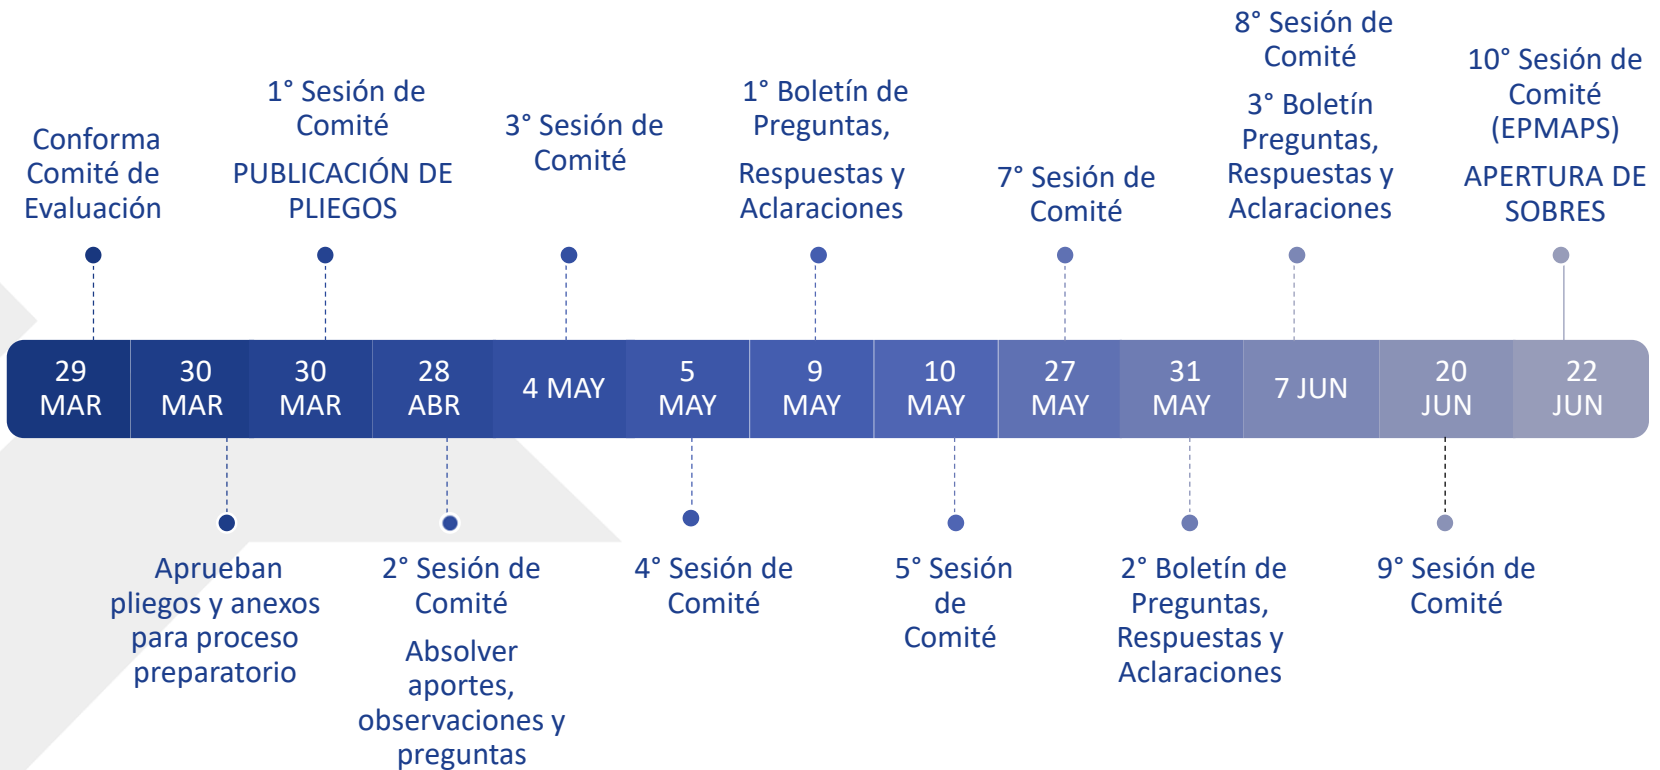 Conforma
Comité de
Evaluación
1° Sesión de
Comité
PUBLICACIÓN DE
PLIEGOS
3° Sesión de
Comité
1° Boletín de
Preguntas,
Respuestas y
Aclaraciones
7° Sesión de
Comité
8° Sesión de
Comité
3° Boletín
Preguntas,
Respuestas y
Aclaraciones
10° Sesión de
Comité
(EPMAPS)
APERTURA DE
SOBRES
29
MAR
30
MAR
30
MAR
28
ABR
4 MAY
5
MAY
9
MAY
10
MAY
27
MAY
31
MAY
7 JUN
20
JUN
22
JUN
Aprueban
pliegos y anexos
para proceso
preparatorio
2° Sesión de
Comité
Absolver
aportes,
observaciones y
preguntas
4° Sesión de
Comité
5° Sesión
de
Comité
2° Boletín de
Preguntas,
Respuestas y
Aclaraciones
9° Sesión de
Comité